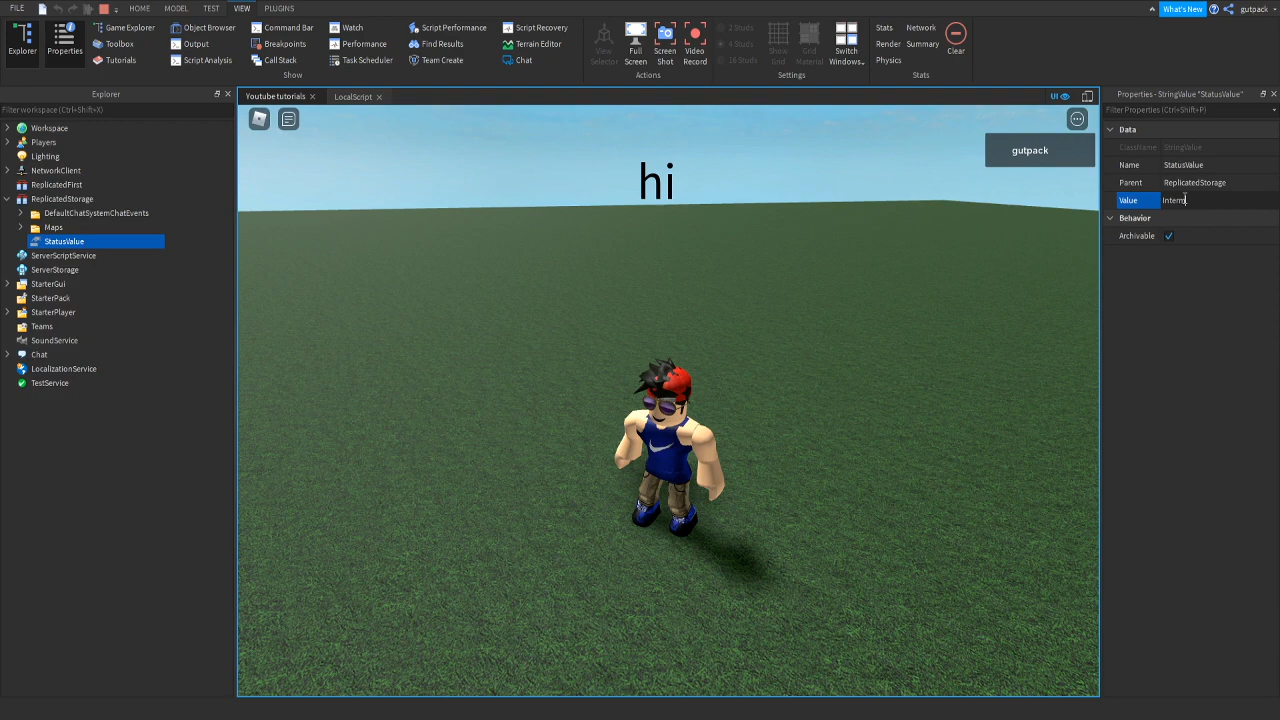 FILE HOME MODEL TEST VIEW PLUGINS What's New gutpack
Explorer Properties Game Explorer Object Browser Command Bar Watch Script Performance Script Recovery View Selector Full Screen Screen Shot Video Record 2 Studs Show Grid Grid Material Switch Windows Stats Network Clear
Toolbox Output Breakpoints Performance Find Results Terrain Editor 4 Studs Render Summary
Tutorials Script Analysis Call Stack Task Scheduler Team Create Chat 16 Studs Physics
Show Actions Settings Stats
Explorer
Filter workspace (Ctrl+Shift+X)
Workspace
Players
Lighting
NetworkClient
ReplicatedFirst
ReplicatedStorage
DefaultChatSystemChatEvents
Maps
StatusValue
ServerScriptService
ServerStorage
StarterGui
StarterPack
StarterPlayer
Teams
SoundService
Chat
LocalizationService
TestService
Youtube tutorials LocalScript UI
gutpack
hi
Properties - StringValue "StatusValue"
Filter Properties (Ctrl+Shift+P)
Data
ClassName StringValue
Name StatusValue
Parent ReplicatedStorage
Value Interm
Behavior
Archivable